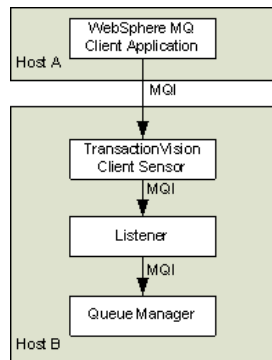 WebSphere MQ
Client Application
Host A
MQI
TransactionVision
Client Sensor
MQI
Listener
MQI
Queue Manager
Host B